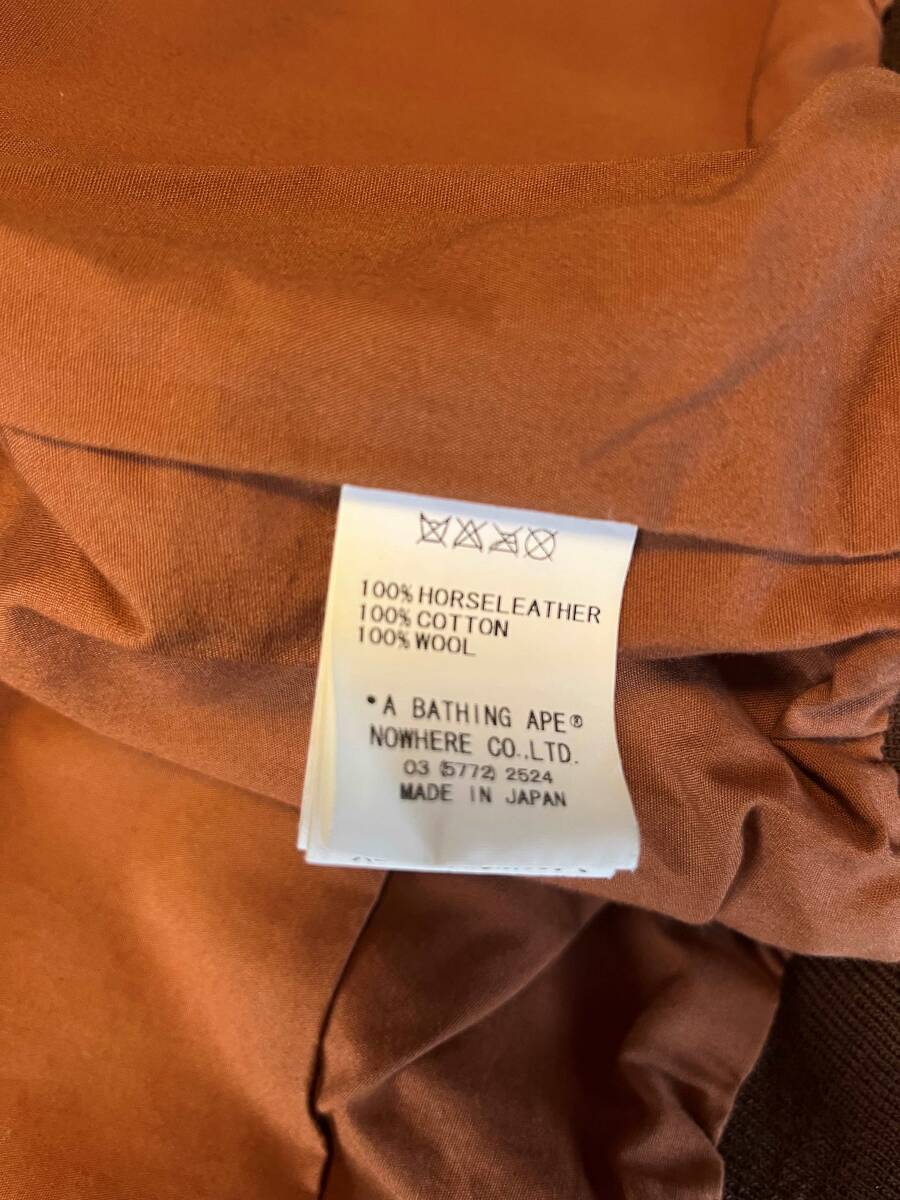 100% HORSELEATHER
100% COTTON
100% WOOL
*A BATHING APE®
NOWHERE CO.,LTD.
03 (5772) 2524
MADE IN JAPAN